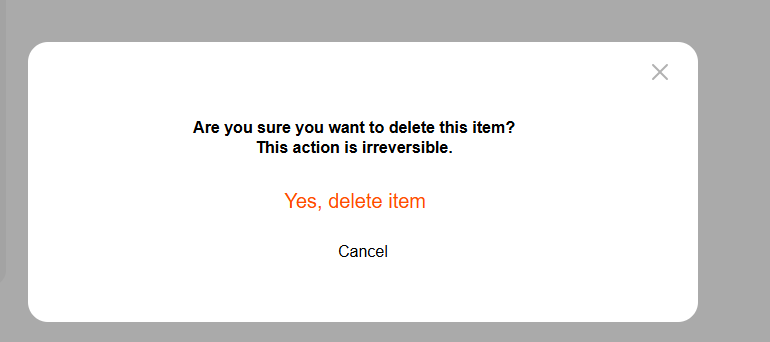 Are you sure you want to delete this item?
This action is irreversible.
Yes, delete item
Cancel